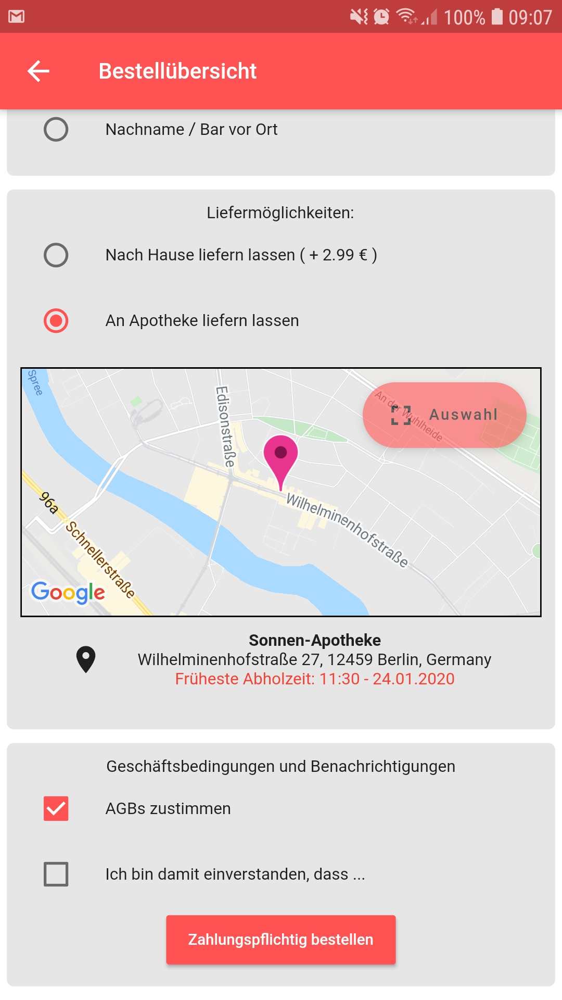 100% 09:07
Bestellübersicht
Nachname / Bar vor Ort
Liefermöglichkeiten:
Nach Hause liefern lassen ( + 2.99 € )
An Apotheke liefern lassen
Spree
Edisonstraße
An der Wuhlheide
Auswahl
96a
Wilhelminenhofstraße
Schnellerstraße
Google
Sonnen-Apotheke
Wilhelminenhofstraße 27, 12459 Berlin, Germany
Früheste Abholzeit: 11:30 - 24.01.2020
Geschäftsbedingungen und Benachrichtigungen
AGBs zustimmen
Ich bin damit einverstanden, dass ...
Zahlungspflichtig bestellen